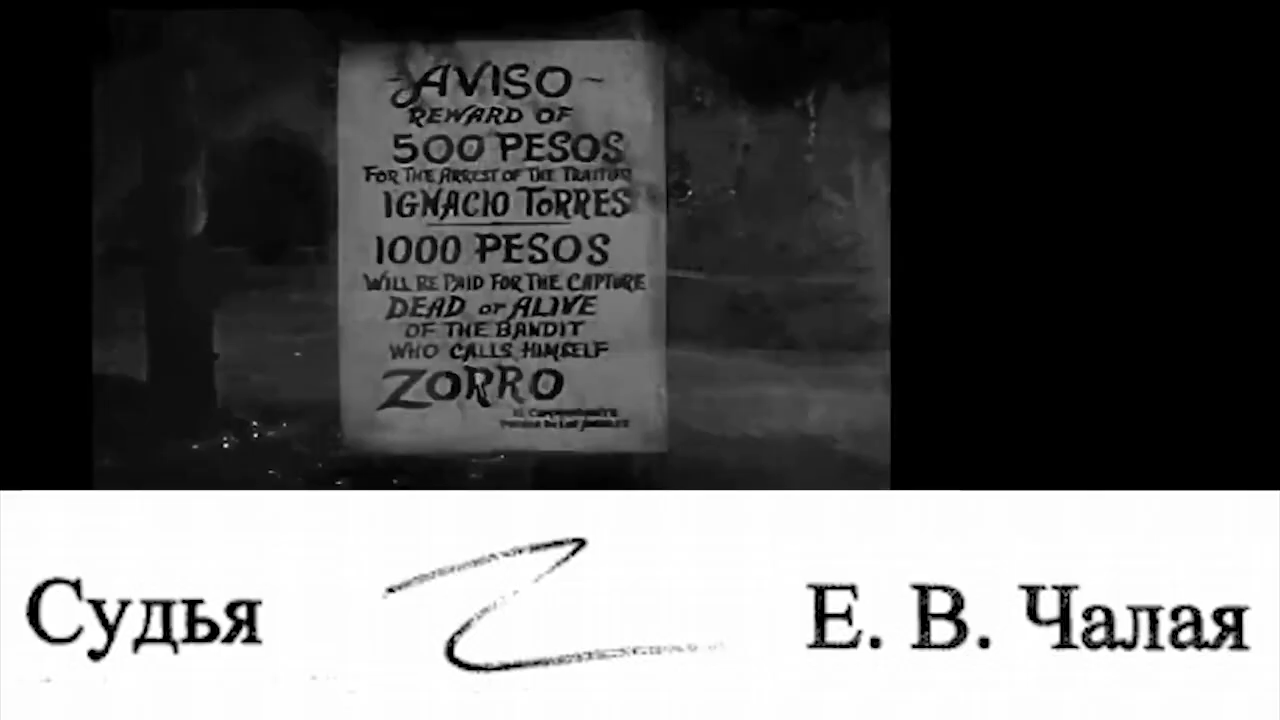 AVISO
REWARD OF
500 PESOS
FOR THE ARREST OF THE TRAITOR
IGNACIO TORRES
1000 PESOS
WILL BE PAID FOR THE CAPTURE
DEAD or ALIVE
OF THE BANDIT
WHO CALLS HIMSELF
ZORRO
Судья Е. В. Чалая